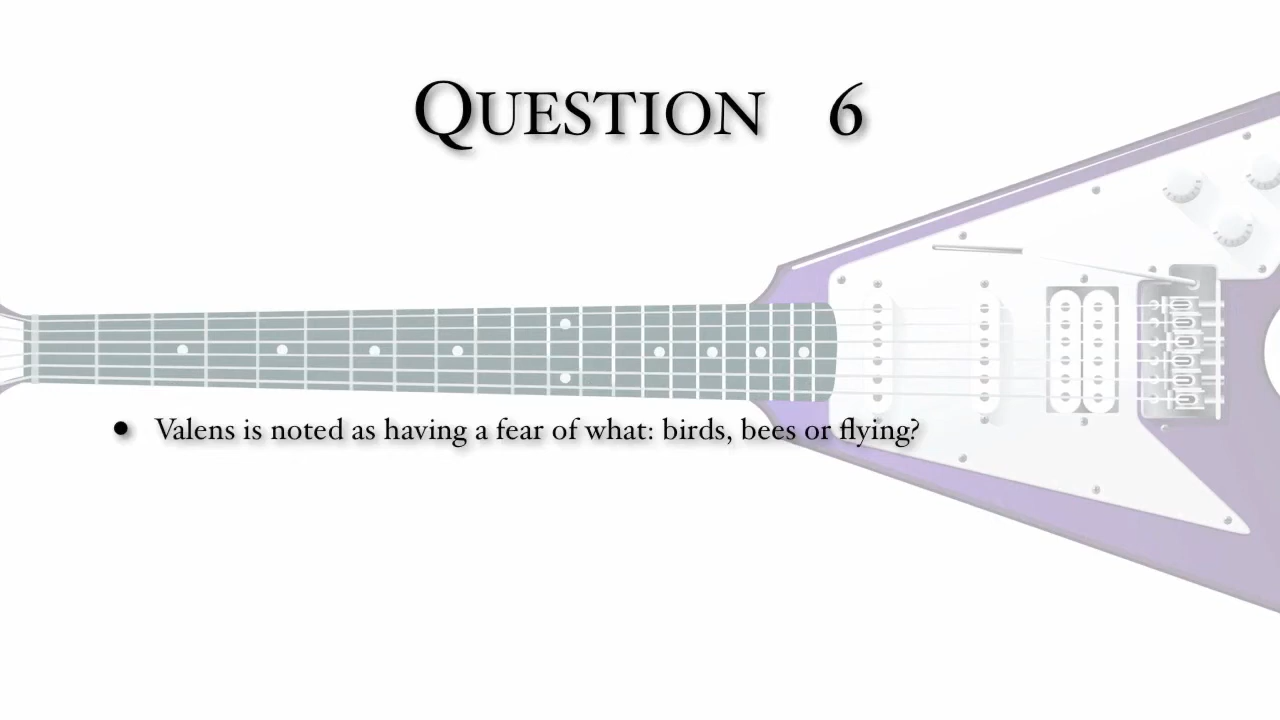 QUESTION 6
• Valens is noted as having a fear of what: birds, bees or flying?